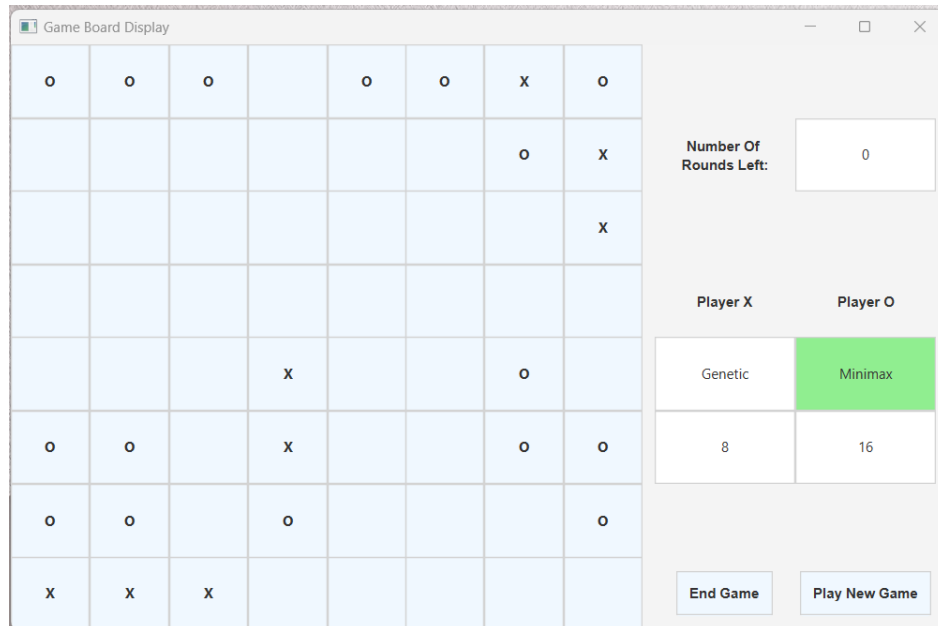 Game Board Display
O O O O O X O
O X
Number Of
Rounds Left:
0
X
Player X Player O
X O
Genetic Minimax
O O X O O
8 16
O O O O
X X X
End Game Play New Game